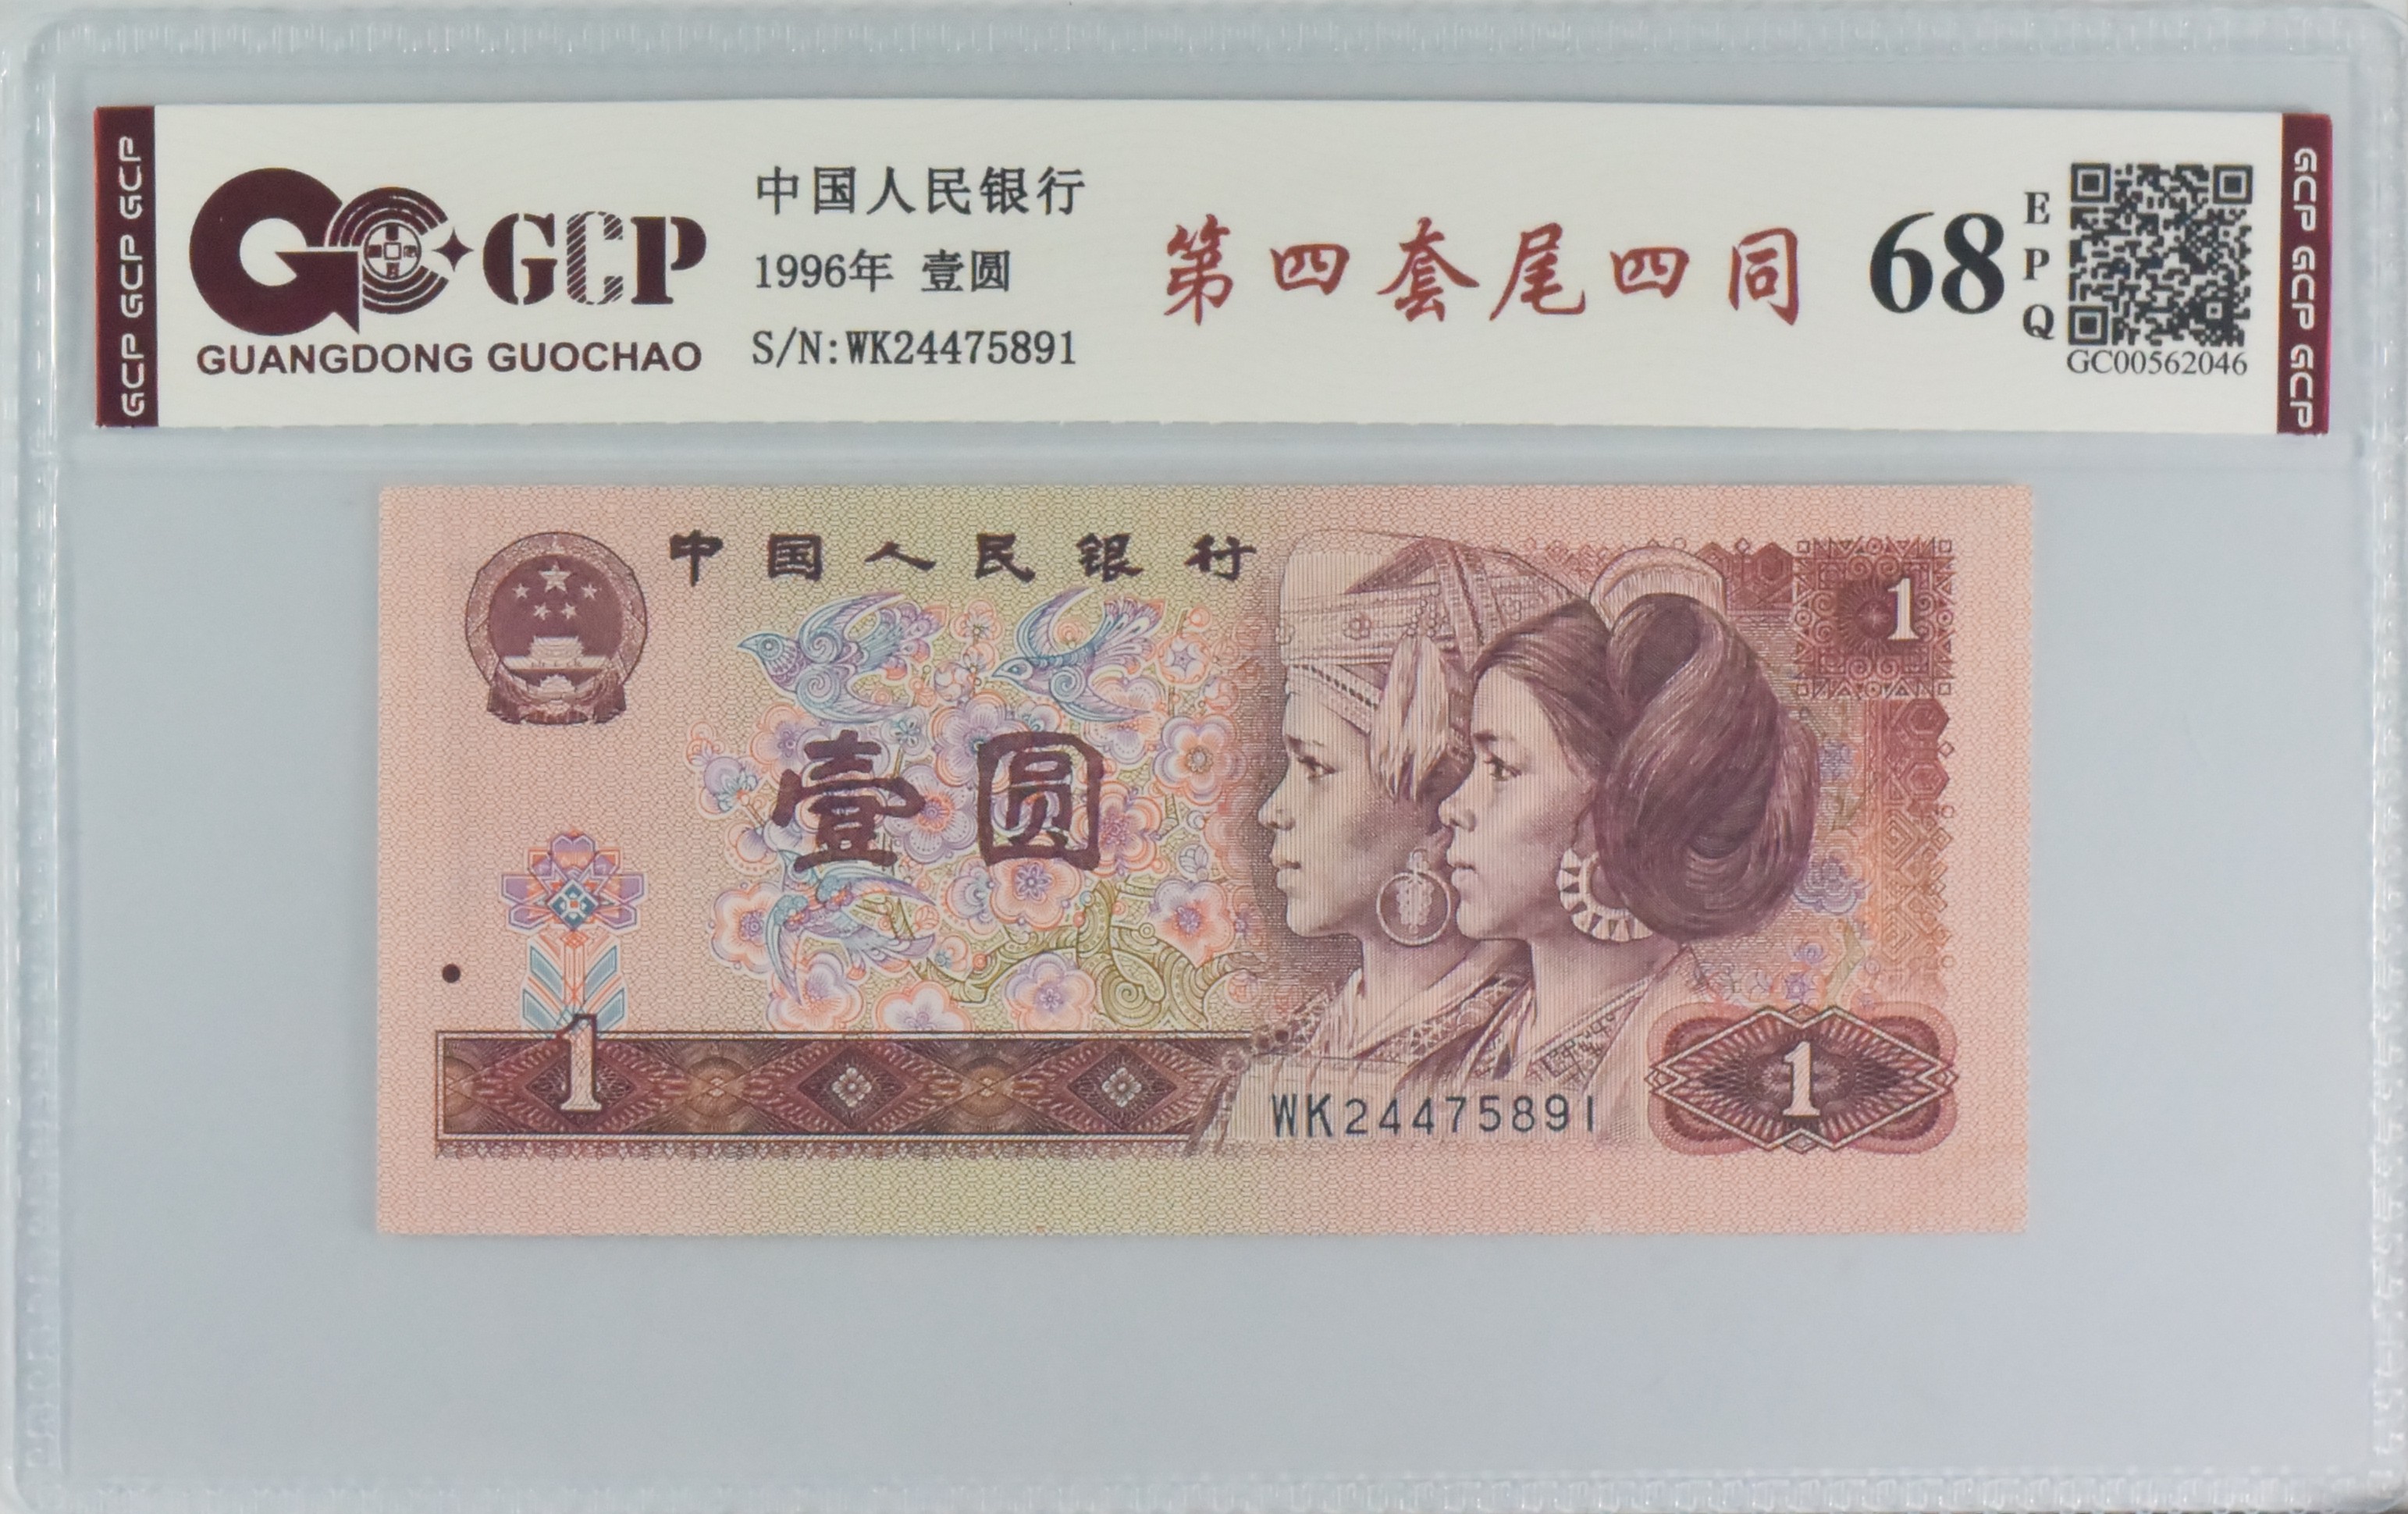 GCP GCP GCP
GCP
GUANGDONG GUOCHAO
中国人民银行
1996年 壹圆
S/N:WK24475891
第四套尾四同
68
EPQ
GC00562046
GCP GCP GCP
中国人民银行
1
壹圆
1
WK24475891
1